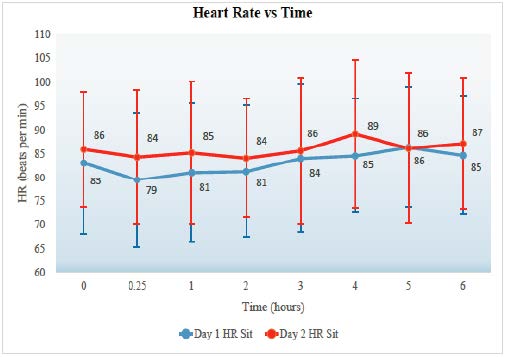 Heart Rate vs Time
110
105
100
95
90
85
80
75
70
65
60
HR (beats per min)
86 84 85 84 86 89 86 87
83 79 81 81 84 85 86 85
0 0.25 1 2 3 4 5 6
Time (hours)
Day 1 HR Sit Day 2 HR Sit